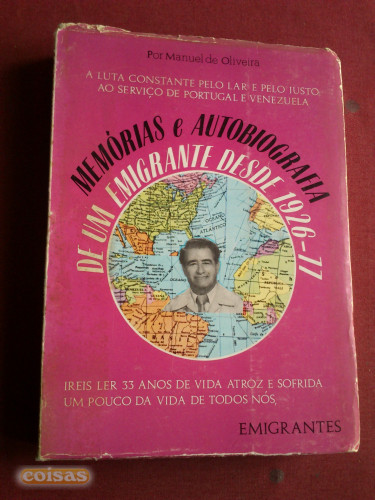 Por Manuel de Oliveira
A LUTA CONSTANTE PELO LAR E PELO JUSTO,
AO SERVIÇO DE PORTUGAL E VENEZUELA
MEMÓRIAS e AUTOBIOGRAFIA
DE UM EMIGRANTE DESDE 1926-77
OCEANO
ATLÂNTICO
IREIS LER 33 ANOS DE VIDA ATROZ E SOFRIDA
UM POUCO DA VIDA DE TODOS NÓS,
EMIGRANTES
coisas